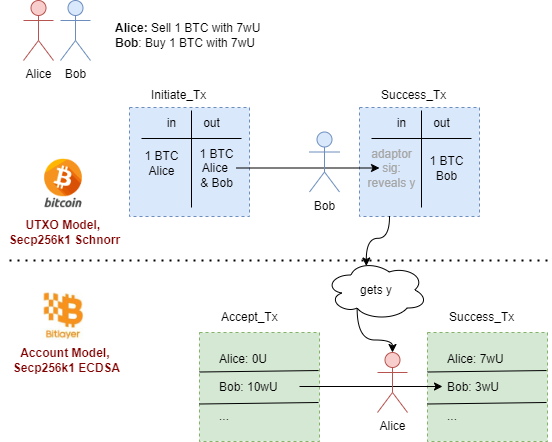 Alice: Sell 1 BTC with 7wU
Bob: Buy 1 BTC with 7wU
Alice
Bob
Initiate_Tx
Success_Tx
in
out
in
out
1 BTC
Alice
1 BTC
Alice
& Bob
Bob
adaptor
sig:
reveals y
1 BTC
Bob
bitcoin
UTXO Model,
Secp256k1 Schnorr
gets y
Bitlayer
Account Model,
Secp256k1 ECDSA
Accept_Tx
Success_Tx
Alice: 0U
Bob: 10wU
...
Alice
Alice: 7wU
Bob: 3wU
...